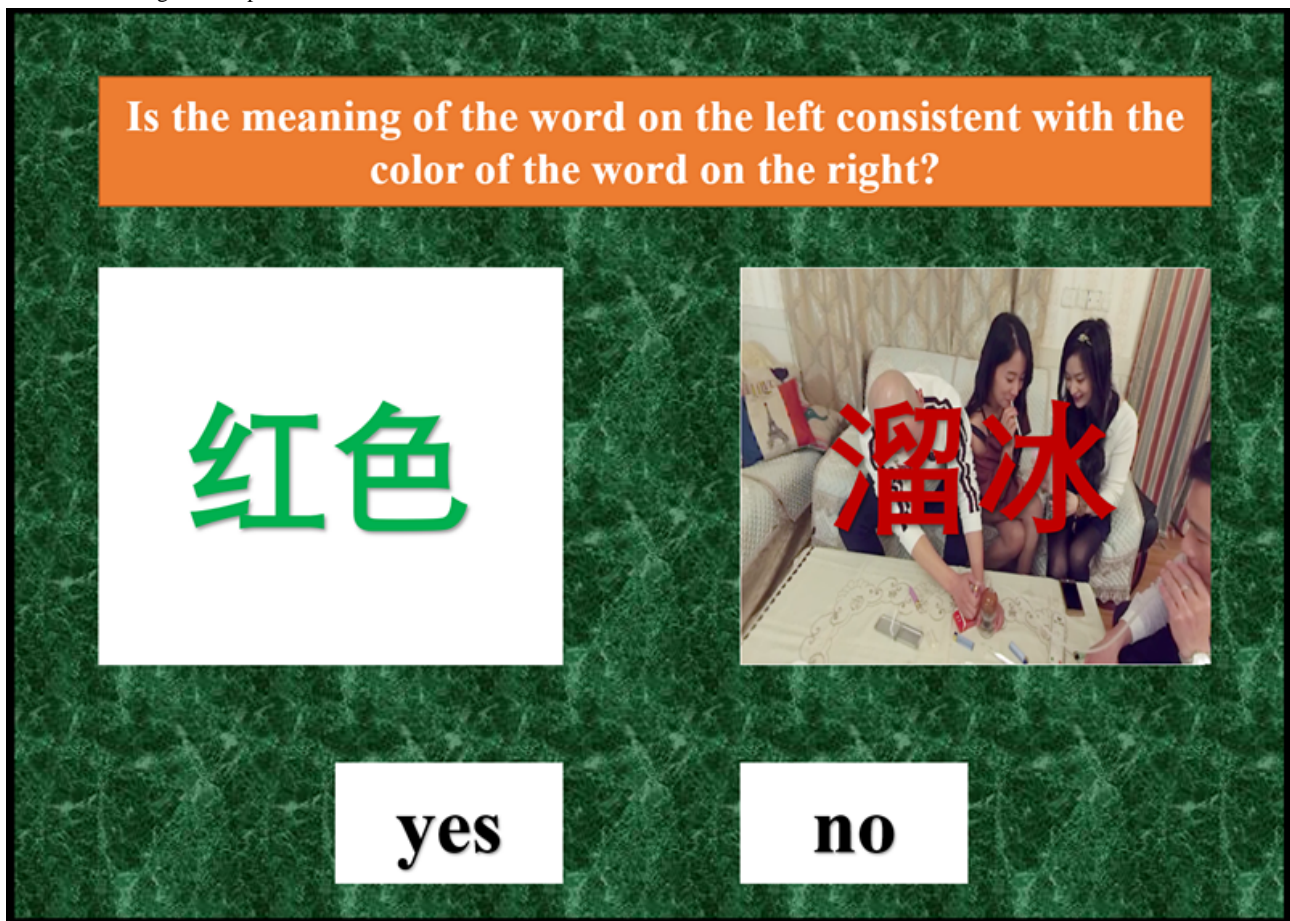 Is the meaning of the word on the left consistent with the
color of the word on the right?
红色
溜冰
yes
no